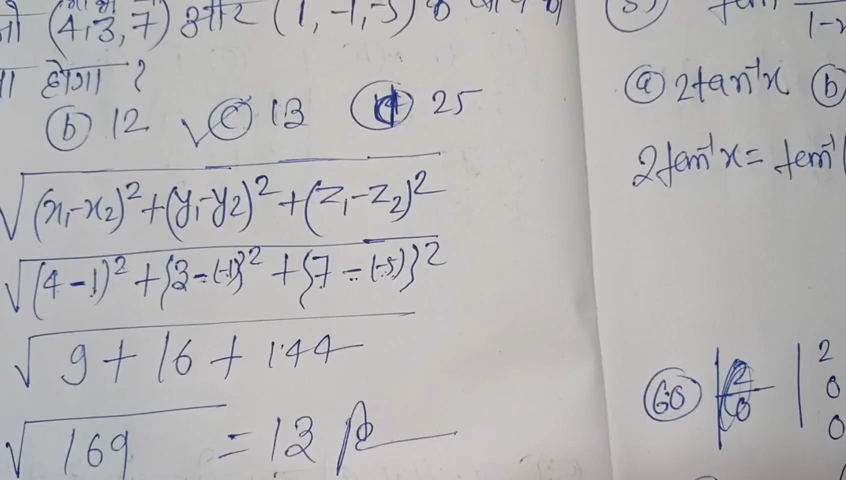 (4, 3, 7) और (1, -1, -5) के
होगा ?
(b) 12 ✓(c) 13 (d) 25
√(x₁-x₂)²+(y₁-y₂)²+(z₁-z₂)²
√(4-1)²+{3-(-1)}²+{7-(-5)}²
√9+16+144
√169 = 13
1-x
(a) 2tan⁻¹x (b)
2tan⁻¹x = tan⁻¹(
(60) | 2
0
0